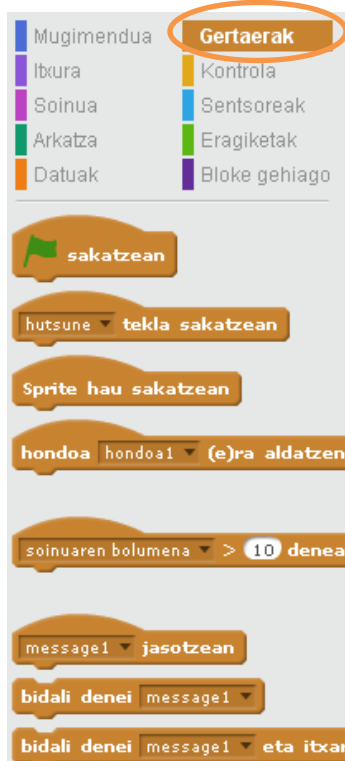 Mugimendua Gertaerak
Itxura Kontrola
Soinua Sentsoreak
Arkatza Eragiketak
Datuak Bloke gehiago
sakatzean
hutsune tekla sakatzean
Sprite hau sakatzean
hondoa hondoa1 (e)ra aldatzen
soinuaren bolumena > 10 denea
message1 jasotzean
bidali denei message1
bidali denei message1 eta itxar